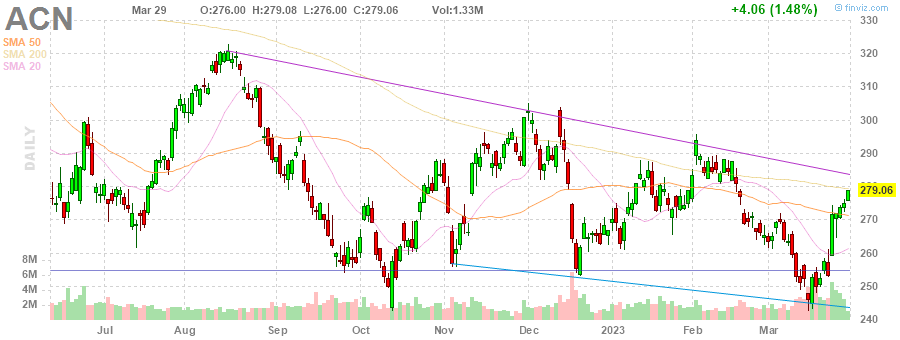 ACN Mar 29 O:276.00 H:279.08 L:276.00 C:279.06 Vol:1.33M +4.06 (1.48%) @ finviz.com
SMA 50
SMA 200
SMA 20
DAILY
330
320
310
300
290
280
279.06
270
260
250
240
8M
6M
4M
2M
Jul Aug Sep Oct Nov Dec 2023 Feb Mar